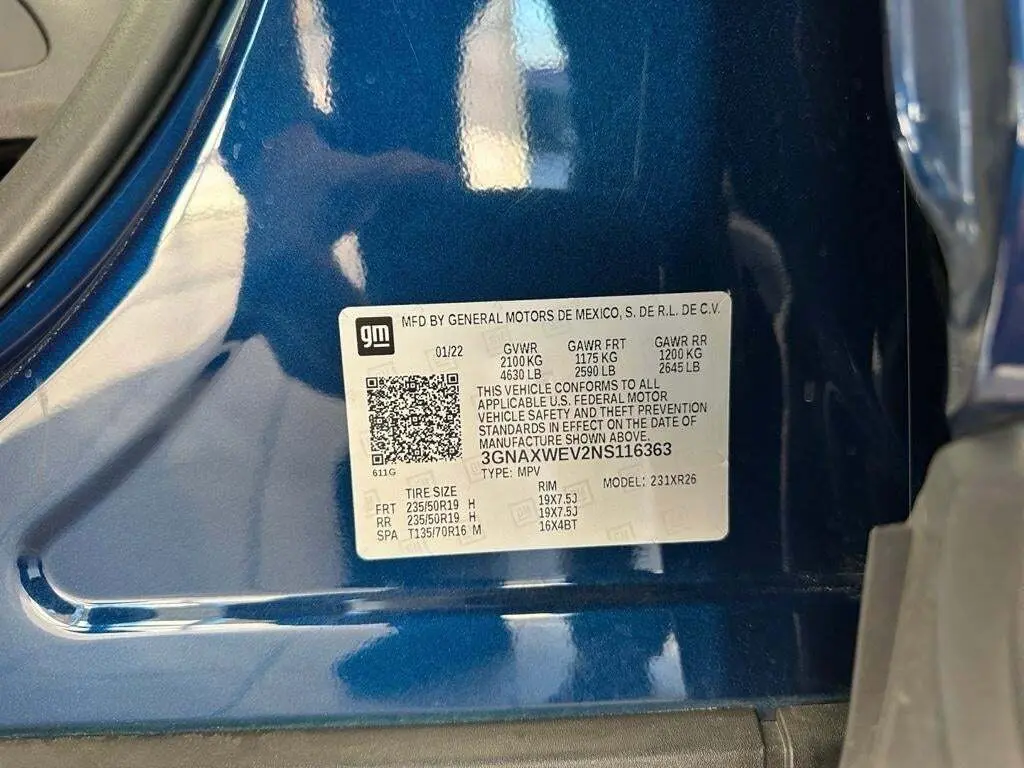 gm
MFD BY GENERAL MOTORS DE MEXICO, S. DE R.L. DE C.V.
01/22 GVWR GAWR FRT GAWR RR
2100 KG 1175 KG 1200 KG
4630 LB 2590 LB 2645 LB
THIS VEHICLE CONFORMS TO ALL
APPLICABLE U.S. FEDERAL MOTOR
VEHICLE SAFETY AND THEFT PREVENTION
STANDARDS IN EFFECT ON THE DATE OF
MANUFACTURE SHOWN ABOVE.
3GNAXWEV2NS116363
611G
TYPE: MPV MODEL: 231XR26
TIRE SIZE RIM
FRT 235/50R19 H 19X7.5J
RR 235/50R19 H 19X7.5J
SPA T135/70R16 M 16X4BT